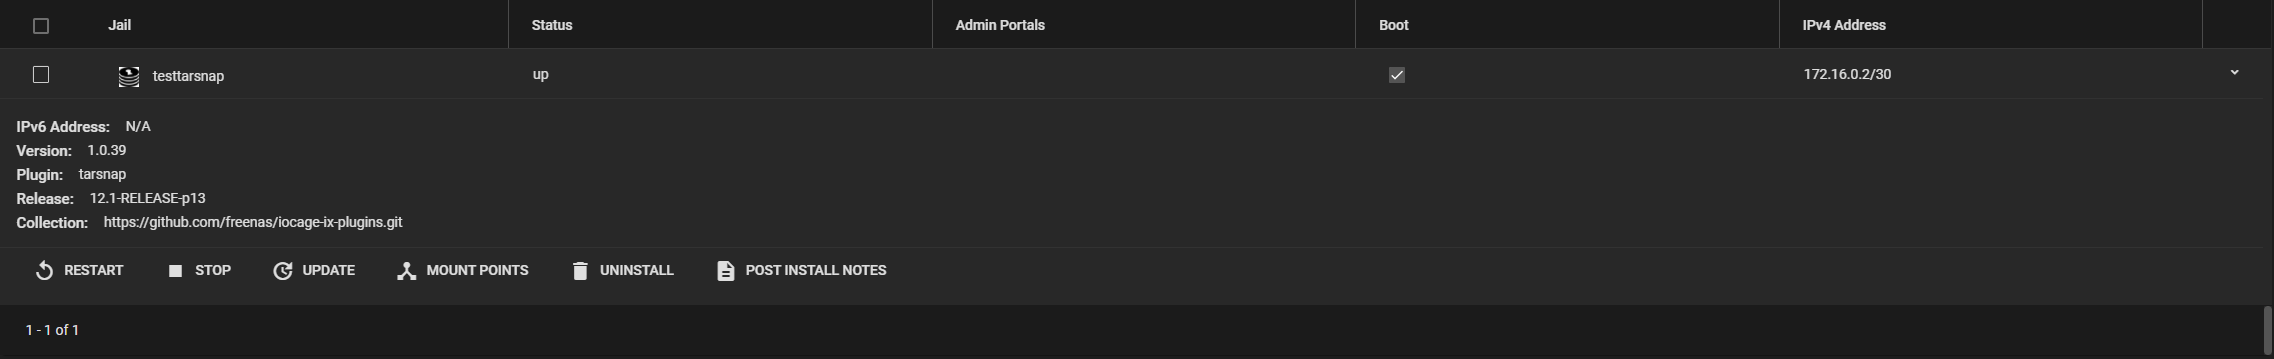 Jail Status Admin Portals Boot IPv4 Address
testtarsnap up 172.16.0.2/30
IPv6 Address: N/A
Version: 1.0.39
Plugin: tarsnap
Release: 12.1-RELEASE-p13
Collection: https://github.com/freenas/iocage-ix-plugins.git
RESTART STOP UPDATE MOUNT POINTS UNINSTALL POST INSTALL NOTES
1 - 1 of 1